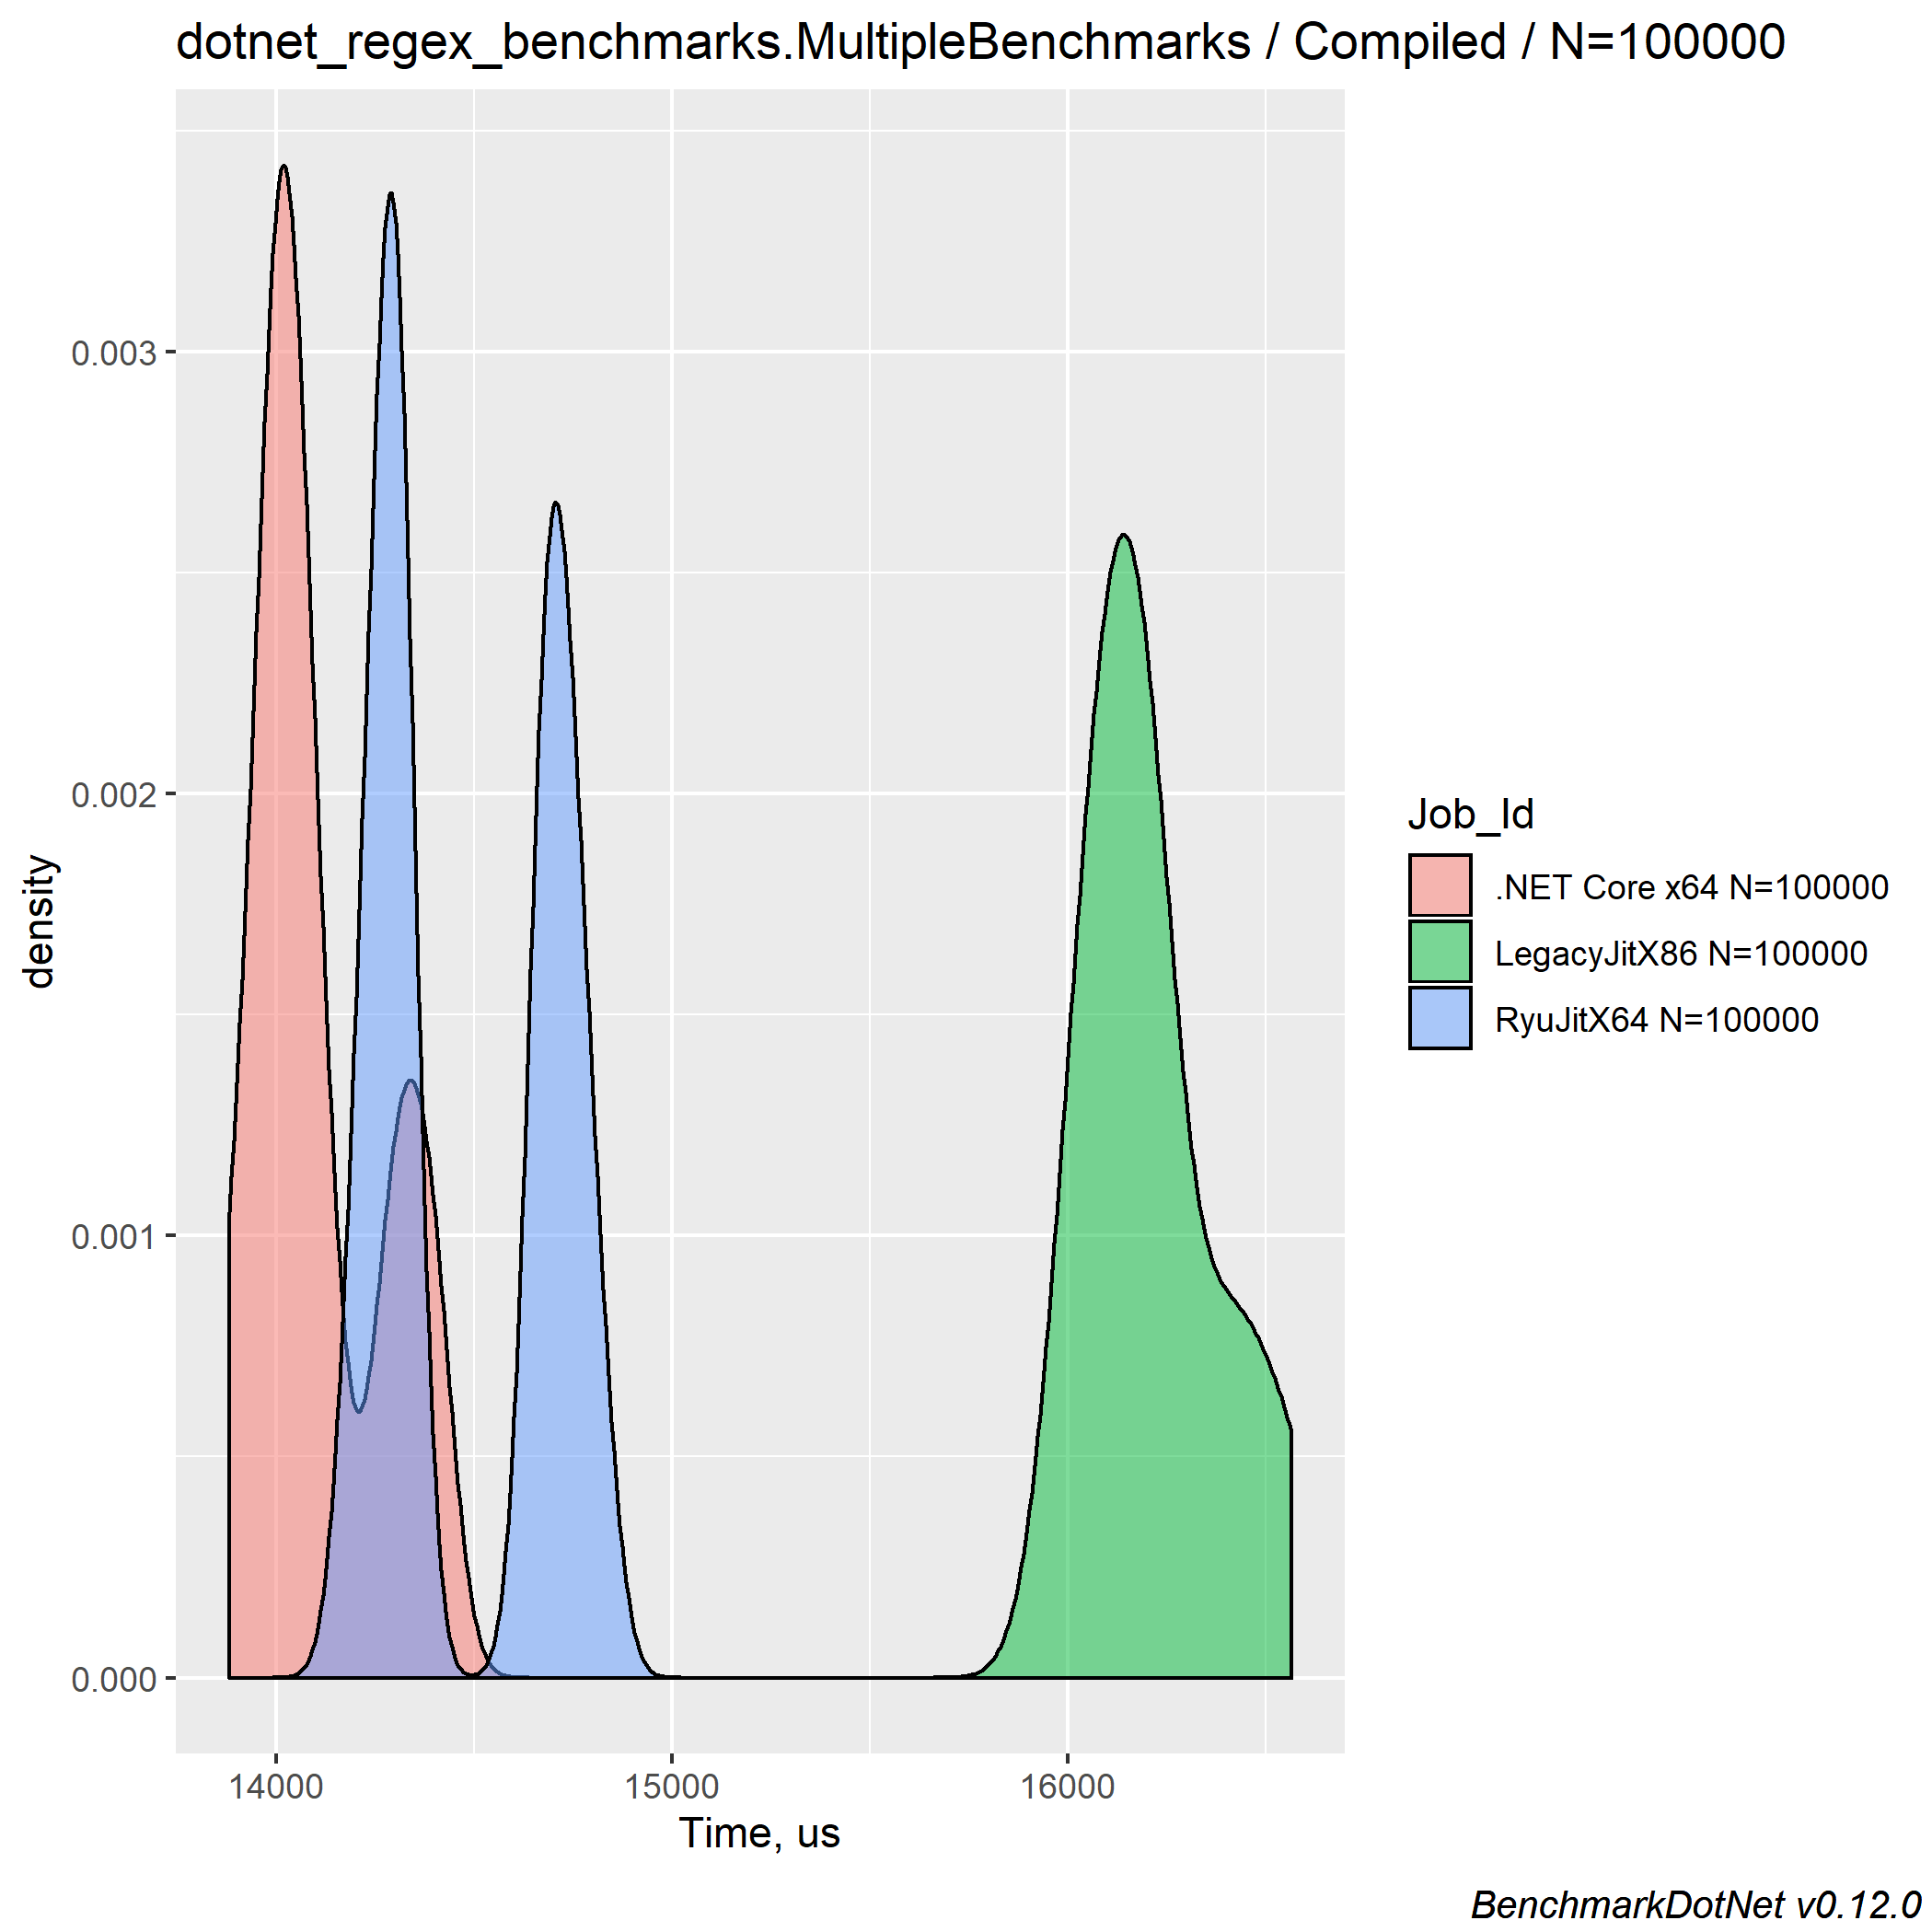 dotnet_regex_benchmarks.MultipleBenchmarks / Compiled / N=100000
0.003
0.002
0.001
0.000
density
14000 15000 16000
Time, us
Job_Id
.NET Core x64 N=100000
LegacyJitX86 N=100000
RyuJitX64 N=100000
BenchmarkDotNet v0.12.0